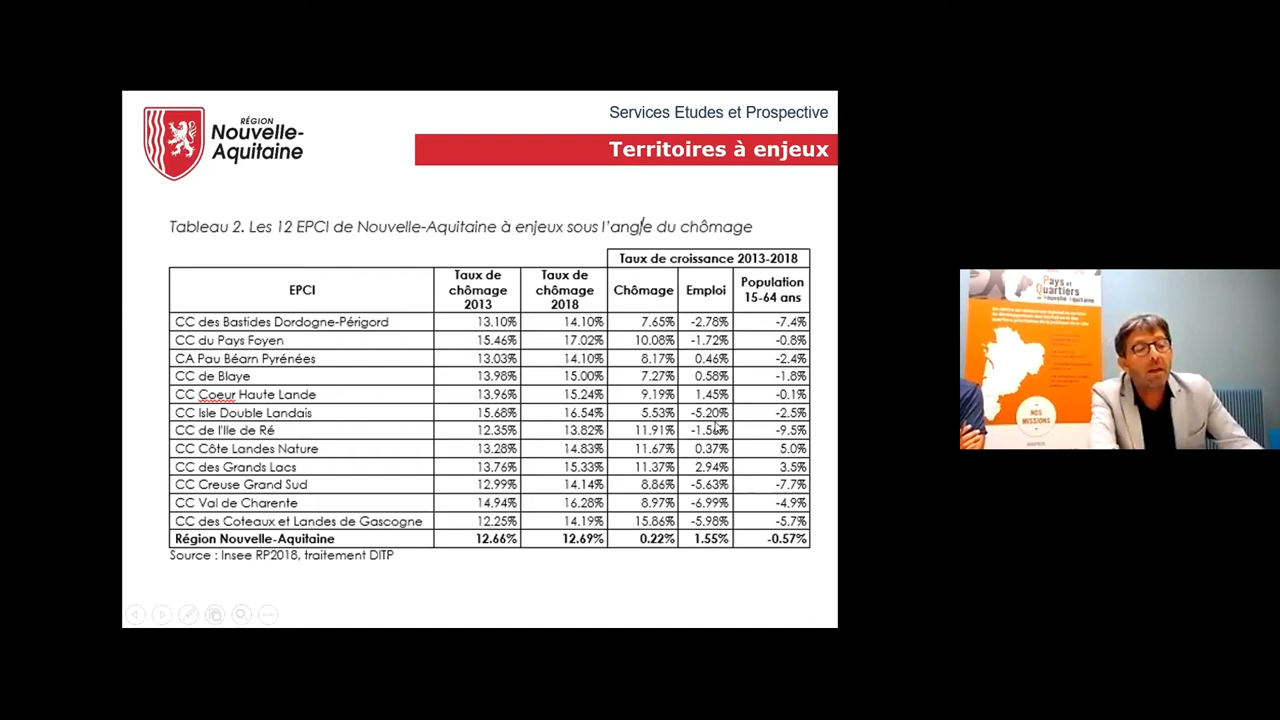 RÉGION
Nouvelle-
Aquitaine
Services Etudes et Prospective
Territoires à enjeux
Tableau 2. Les 12 EPCI de Nouvelle-Aquitaine à enjeux sous l'angle du chômage
Taux de croissance 2013-2018
EPCI Taux de chômage 2013 Taux de chômage 2018 Chômage Emploi Population 15-64 ans
CC des Bastides Dordogne-Périgord 13.10% 14.10% 7.65% -2.78% -7.4%
CC du Pays Foyen 15.46% 17.02% 10.08% -1.72% -0.8%
CA Pau Béarn Pyrénées 13.03% 14.10% 8.17% 0.46% -2.4%
CC de Blaye 13.98% 15.00% 7.27% 0.58% -1.8%
CC Coeur Haute Lande 13.96% 15.24% 9.19% 1.45% -0.1%
CC Isle Double Landais 15.68% 16.54% 5.53% -5.20% -2.5%
CC de l'Ile de Ré 12.35% 13.82% 11.91% -9.5%
CC Côte Landes Nature 13.28% 14.83% 11.67% 0.37% 5.0%
CC des Grands Lacs 13.76% 15.33% 11.37% 2.94% 3.5%
CC Creuse Grand Sud 12.99% 14.14% 8.86% -5.63% -7.7%
CC Val de Charente 14.94% 16.28% 8.97% -6.99% -4.9%
CC des Coteaux et Landes de Gascogne 12.25% 14.19% 15.86% -5.98% -5.7%
Région Nouvelle-Aquitaine 12.66% 12.69% 0.22% 1.55% -0.57%
Source : Insee RP2018, traitement DITP
Pays et
Quartiers
de Nouvelle Aquitaine
NOS
MISSIONS